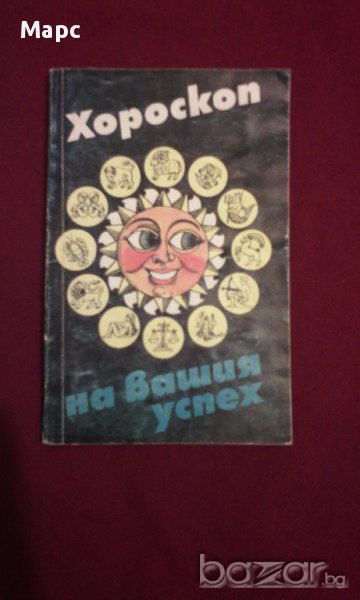 Марс
Хороскоп
на вашия
успех
bazar.bg